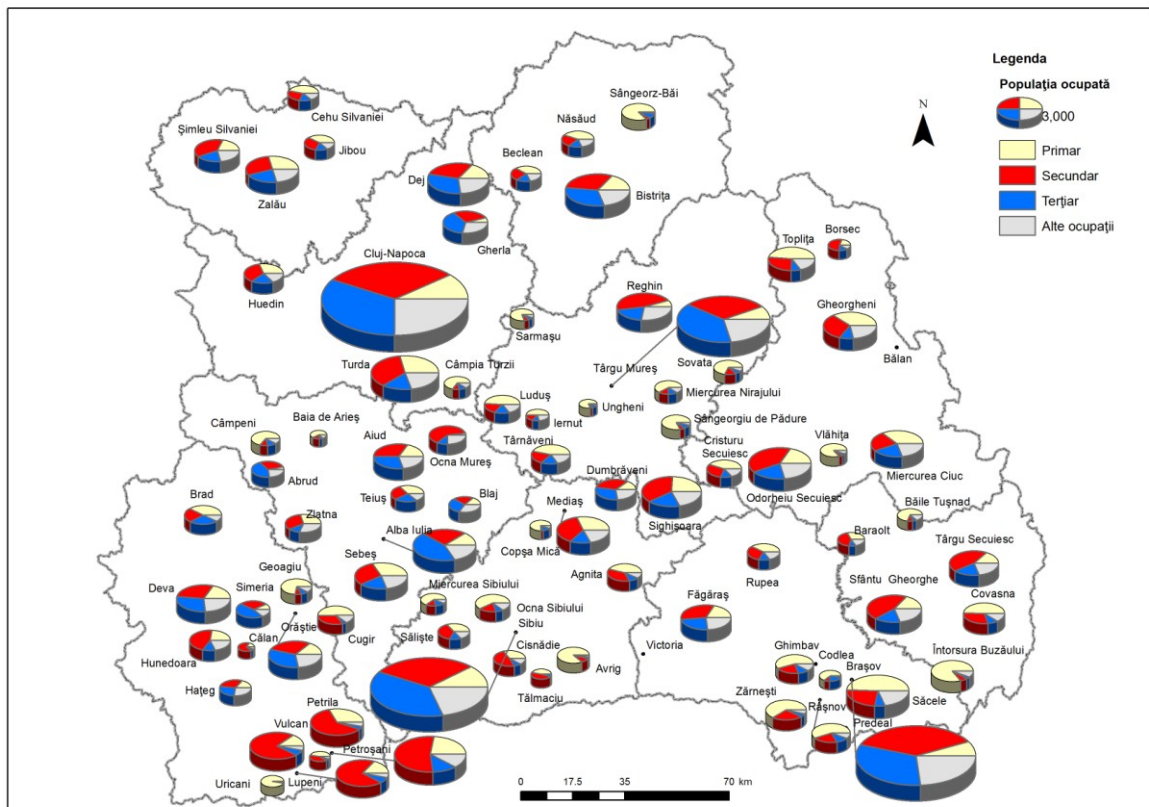 Legenda
Populaţia ocupată
3,000
Primar
Secundar
Terţiar
Alte ocupaţii
N
Cehu Silvaniei
Şimleu Silvaniei
Jibou
Zalău
Sângeorz-Băi
Năsăud
Beclean
Dej
Bistriţa
Gherla
Cluj-Napoca
Huedin
Topliţa
Borsec
Reghin
Gheorgheni
Bălan
Sarmaşu
Târgu Mureş
Sovata
Turda
Câmpia Turzii
Miercurea Nirajului
Luduş
Ungheni
Iernut
Sângeorgiu de Pădure
Câmpeni
Baia de Arieş
Aiud
Ocna Mureş
Târnăveni
Cristuru
Secuiesc
Vlăhiţa
Abrud
Dumbrăveni
Odorheiu Secuiesc
Miercurea Ciuc
Brad
Teiuş
Blaj
Mediaş
Sighişoara
Băile Tuşnad
Zlatna
Alba Iulia
Copşa Mică
Baraolt
Târgu Secuiesc
Geoagiu
Sebeş
Agnita
Rupea
Deva
Simeria
Miercurea Sibiului
Sfântu Gheorghe
Covasna
Ocna Sibiului
Făgăraş
Orăştie
Călan
Cugir
Sibiu
Hunedoara
Sălişte
Cisnădie
Victoria
Ghimbav
Codlea
Întorsura Buzăului
Avrig
Braşov
Haţeg
Tălmaciu
Zărneşti
Râşnov
Săcele
Petrila
Predeal
Vulcan
Petroşani
Uricani
Lupeni
0 17.5 35 70 km